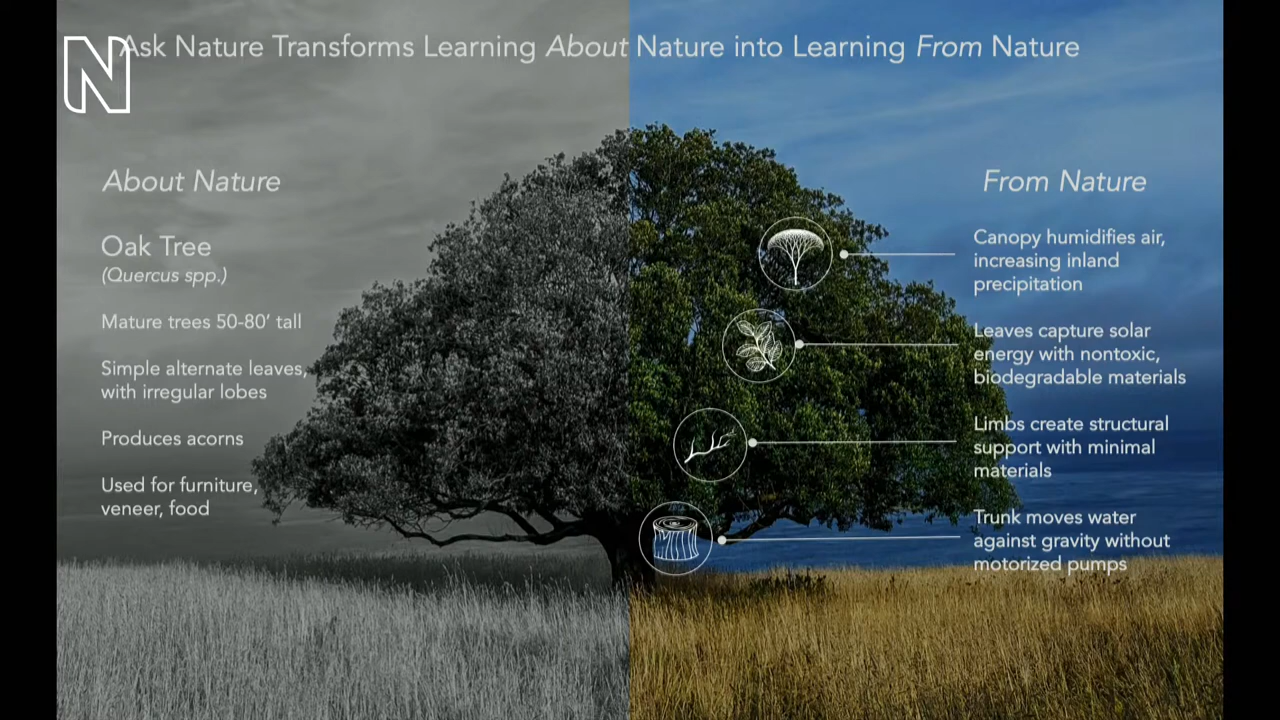 N
Ask Nature Transforms Learning About Nature into Learning From Nature
About Nature
Oak Tree
(Quercus spp.)
Mature trees 50-80’ tall
Simple alternate leaves,
with irregular lobes
Produces acorns
Used for furniture,
veneer, food
From Nature
Canopy humidifies air,
increasing inland
precipitation
Leaves capture solar
energy with nontoxic,
biodegradable materials
Limbs create structural
support with minimal
materials
Trunk moves water
against gravity without
motorized pumps